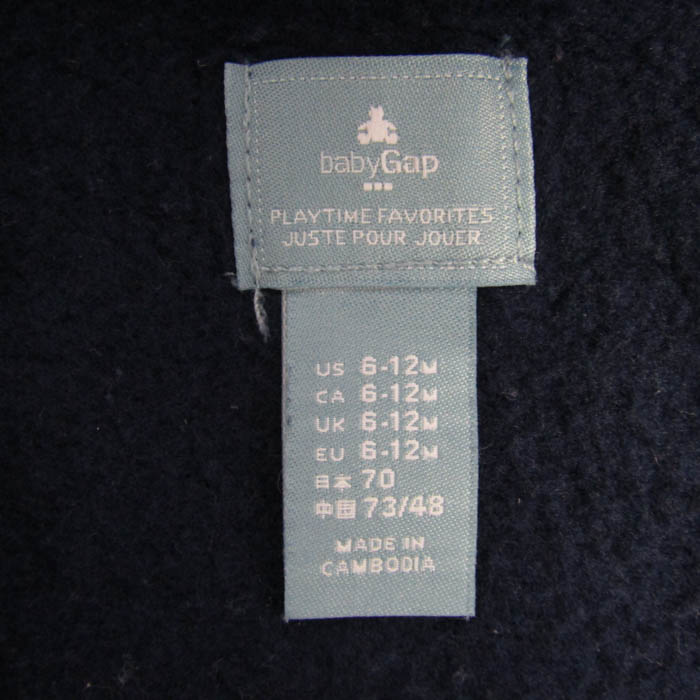 babyGap
PLAYTIME FAVORITES
JUSTE POUR JOUER
US 6-12M
CA 6-12M
UK 6-12M
EU 6-12M
日本 70
中国 73/48
MADE IN
CAMBODIA